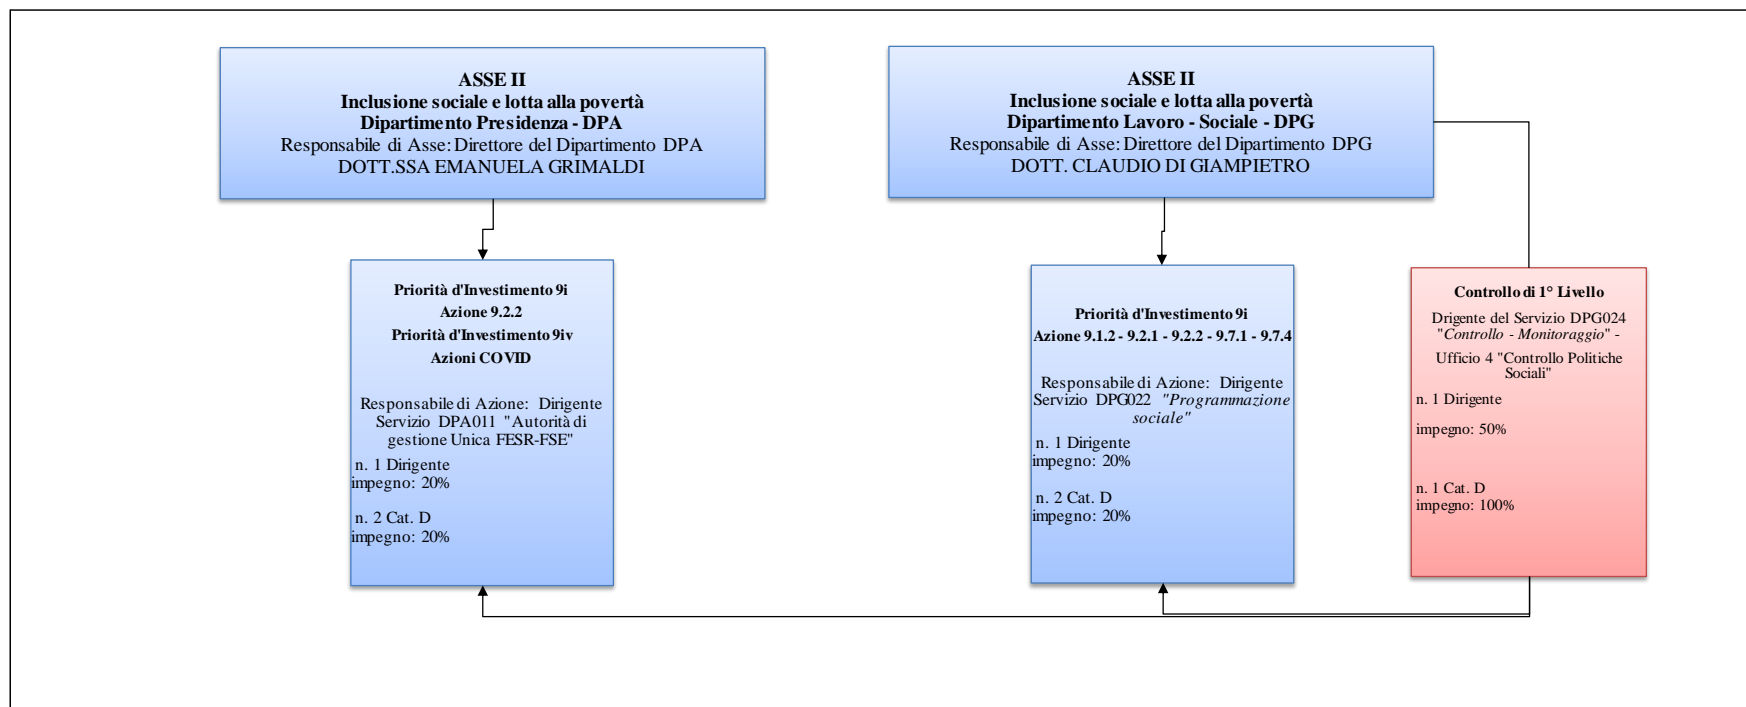 ASSE II
Inclusione sociale e lotta alla povertà
Dipartimento Presidenza - DPA
Responsabile di Asse: Direttore del Dipartimento DPA
DOTT.SSA EMANUELA GRIMALDI
ASSE II
Inclusione sociale e lotta alla povertà
Dipartimento Lavoro - Sociale - DPG
Responsabile di Asse: Direttore del Dipartimento DPG
DOTT. CLAUDIO DI GIAMPIETRO
Priorità d'Investimento 9i
Azione 9.2.2
Priorità d'Investimento 9iv
Azioni COVID
Responsabile di Azione: Dirigente
Servizio DPA011 "Autorità di
gestione Unica FESR-FSE"
n. 1 Dirigente
impegno: 20%
n. 2 Cat. D
impegno: 20%
Priorità d'Investimento 9i
Azione 9.1.2 - 9.2.1 - 9.2.2 - 9.7.1 - 9.7.4
Responsabile di Azione: Dirigente
Servizio DPG022 "Programmazione
sociale"
n. 1 Dirigente
impegno: 20%
n. 2 Cat. D
impegno: 20%
Controllo di 1° Livello
Drigente del Servizio DPG024
"Controllo - Monitoraggio" -
Ufficio 4 "Controllo Politiche
Sociali"
n. 1 Dirigente
impegno: 50%
n. 1 Cat. D
impegno: 100%